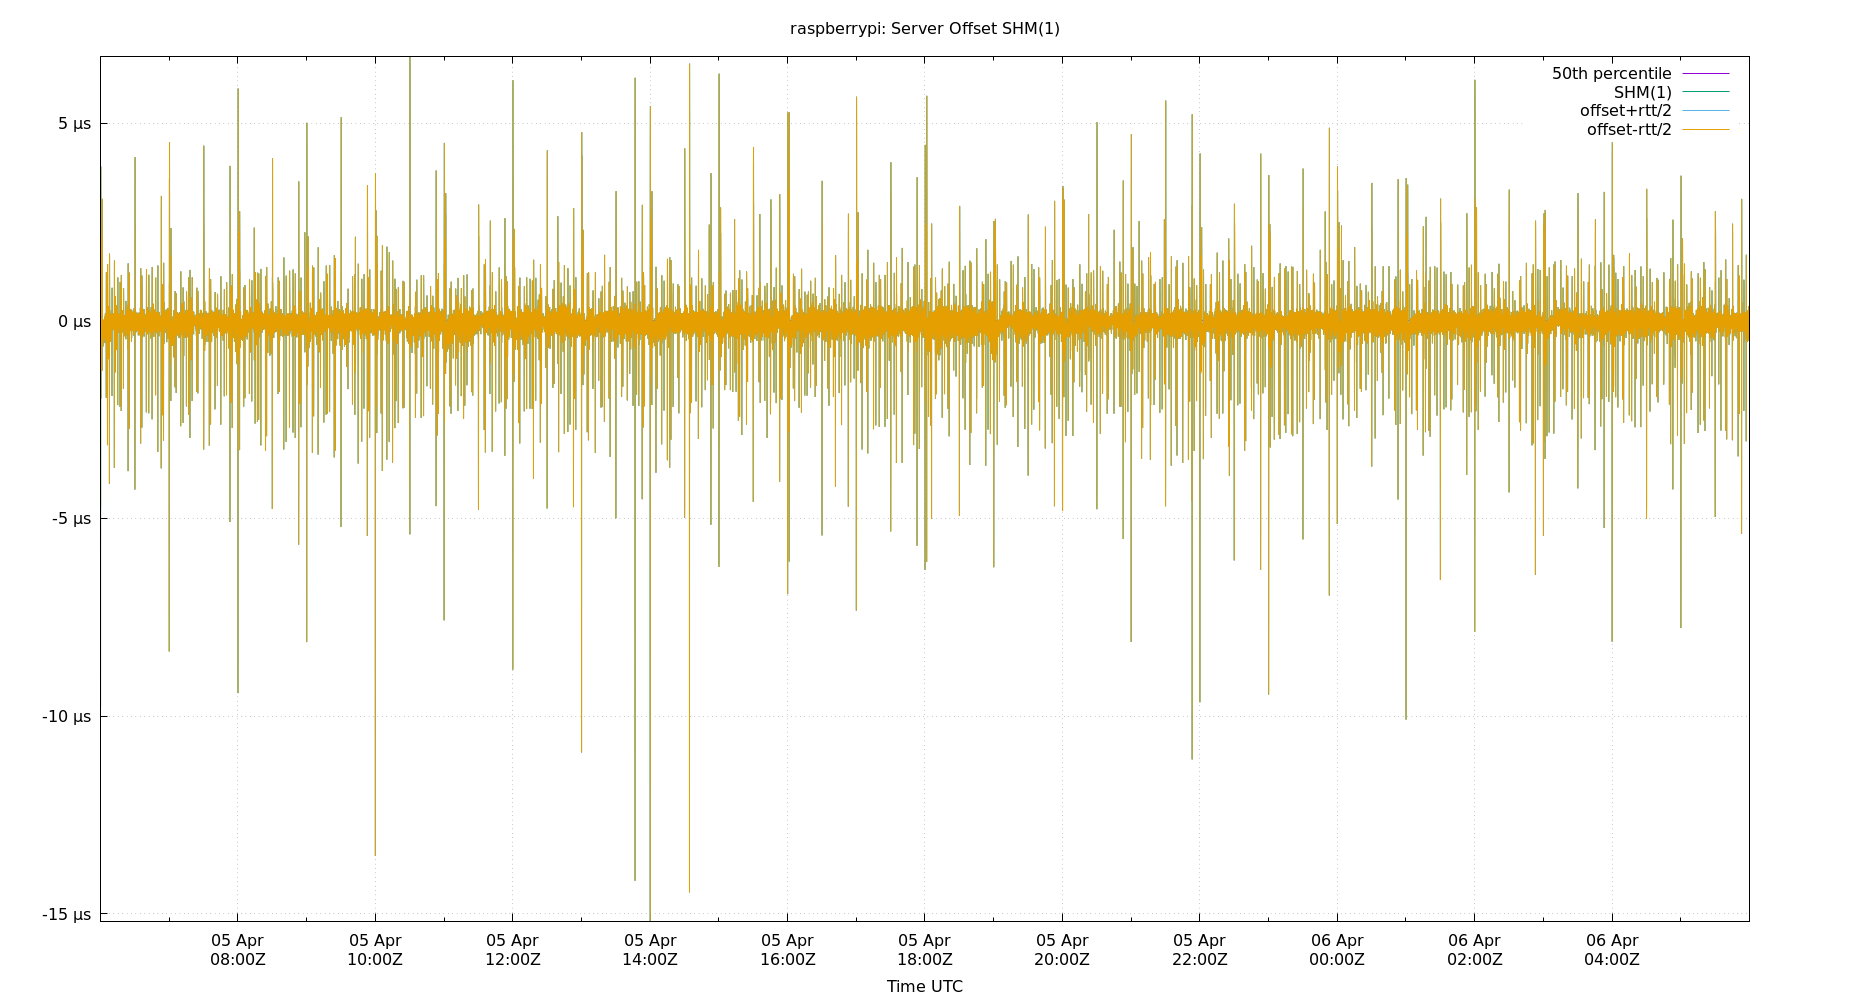 raspberrypi: Server Offset SHM(1)
50th percentile
SHM(1)
offset+rtt/2
offset-rtt/2
5 µs
0 µs
-5 µs
-10 µs
-15 µs
05 Apr 05 Apr 05 Apr 05 Apr 05 Apr 05 Apr 05 Apr 05 Apr 06 Apr 06 Apr 06 Apr
08:00Z 10:00Z 12:00Z 14:00Z 16:00Z 18:00Z 20:00Z 22:00Z 00:00Z 02:00Z 04:00Z
Time UTC